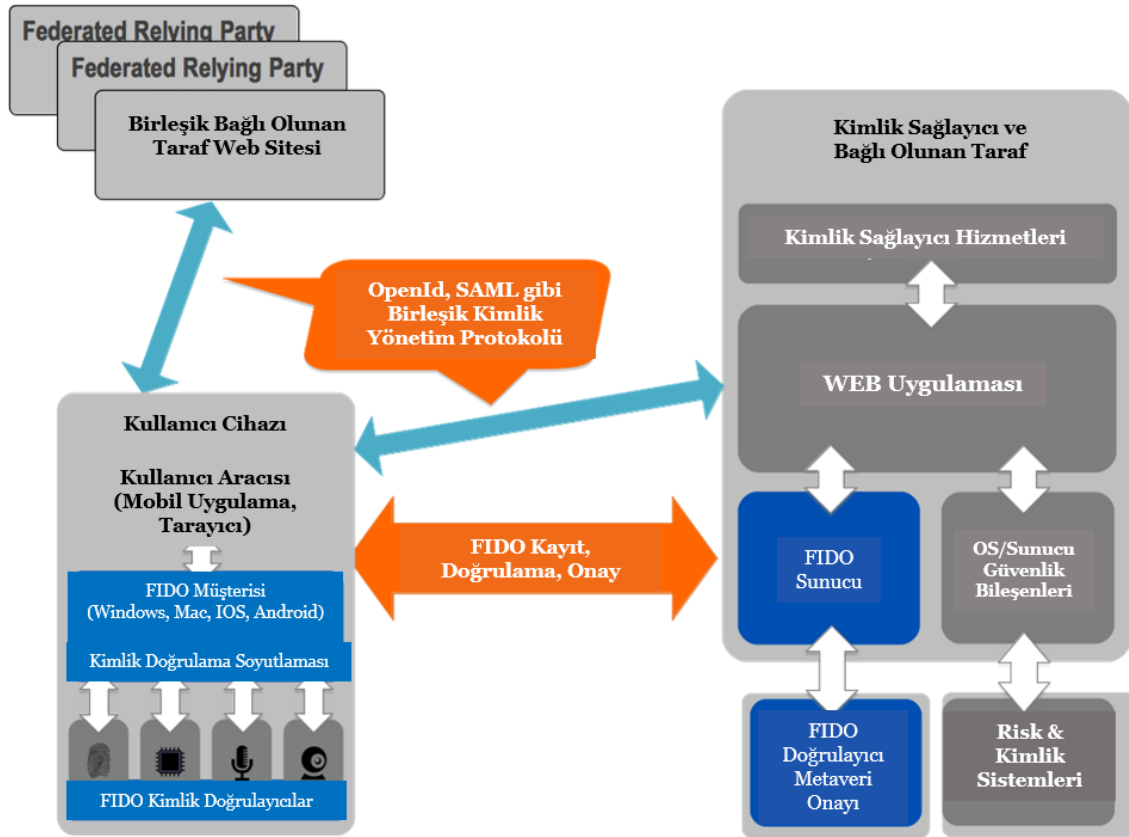 Federated Relying Party
Federated Relying Party
Birleşik Bağlı Olunan
Taraf Web Sitesi
Kimlik Sağlayıcı ve
Bağlı Olunan Taraf
Kimlik Sağlayıcı Hizmetleri
OpenId, SAML gibi
Birleşik Kimlik
Yönetim Protokolü
WEB Uygulaması
Kullanıcı Cihazı
Kullanıcı Aracısı
(Mobil Uygulama,
Tarayıcı)
FIDO Kayıt,
Doğrulama, Onay
FIDO
Sunucu
OS/Sunucu
Güvenlik
Bileşenleri
FIDO Müşterisi
(Windows, Mac, IOS, Android)
Kimlik Doğrulama Soyutlaması
FIDO Kimlik Doğrulayıcılar
FIDO
Doğrulayıcı
Metaveri
Onayı
Risk &
Kimlik
Sistemleri